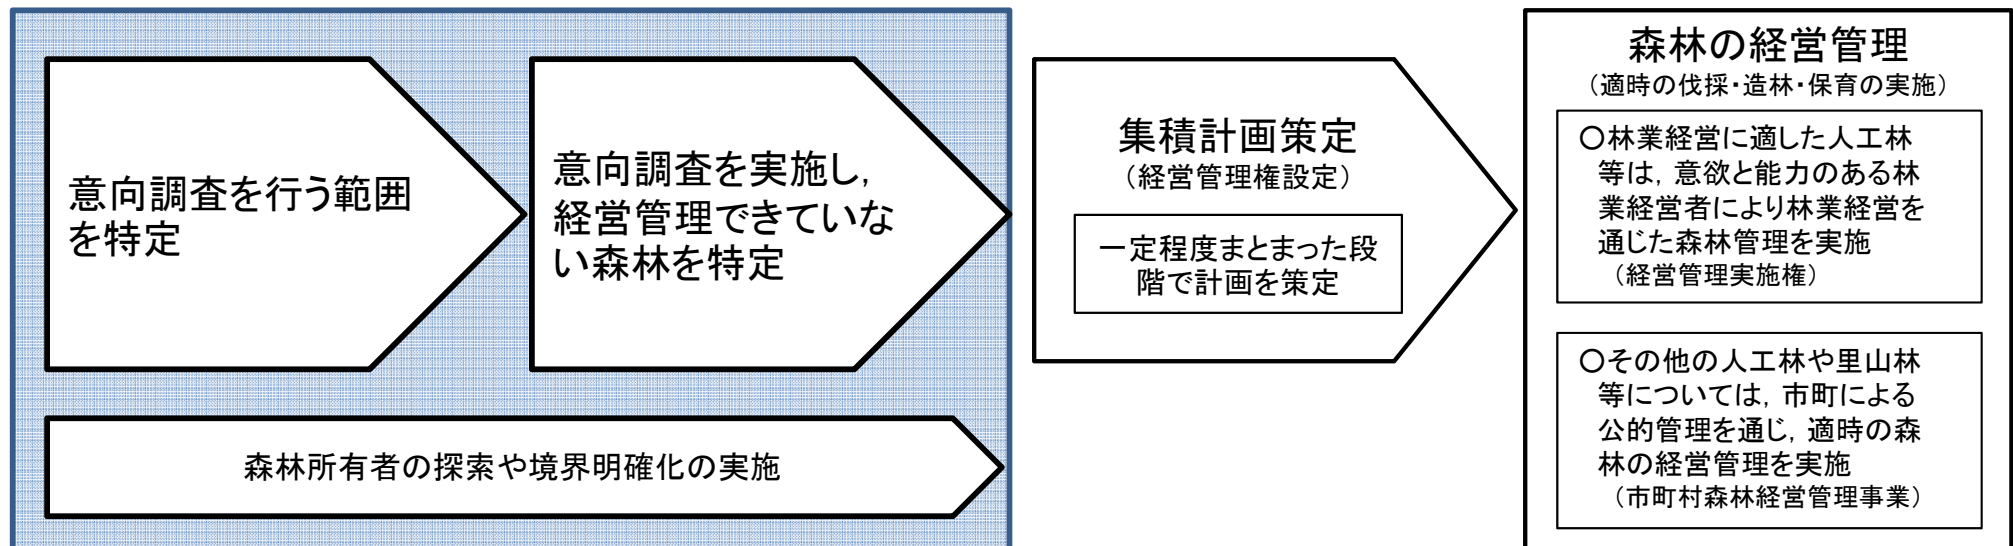 意向調査を行う範囲
を特定
意向調査を実施し,
経営管理できていな
い森林を特定
森林所有者の探索や境界明確化の実施
集積計画策定
（経営管理権設定）
一定程度まとまった段
階で計画を策定
森林の経営管理
（適時の伐採・造林・保育の実施）
○林業経営に適した人工林
等は, 意欲と能力のある林
業経営者により林業経営を
通じた森林管理を実施
（経営管理実施権）
○その他の人工林や里山林
等については, 市町による
公的管理を通じ, 適時の森
林の経営管理を実施
（市町村森林経営管理事業）